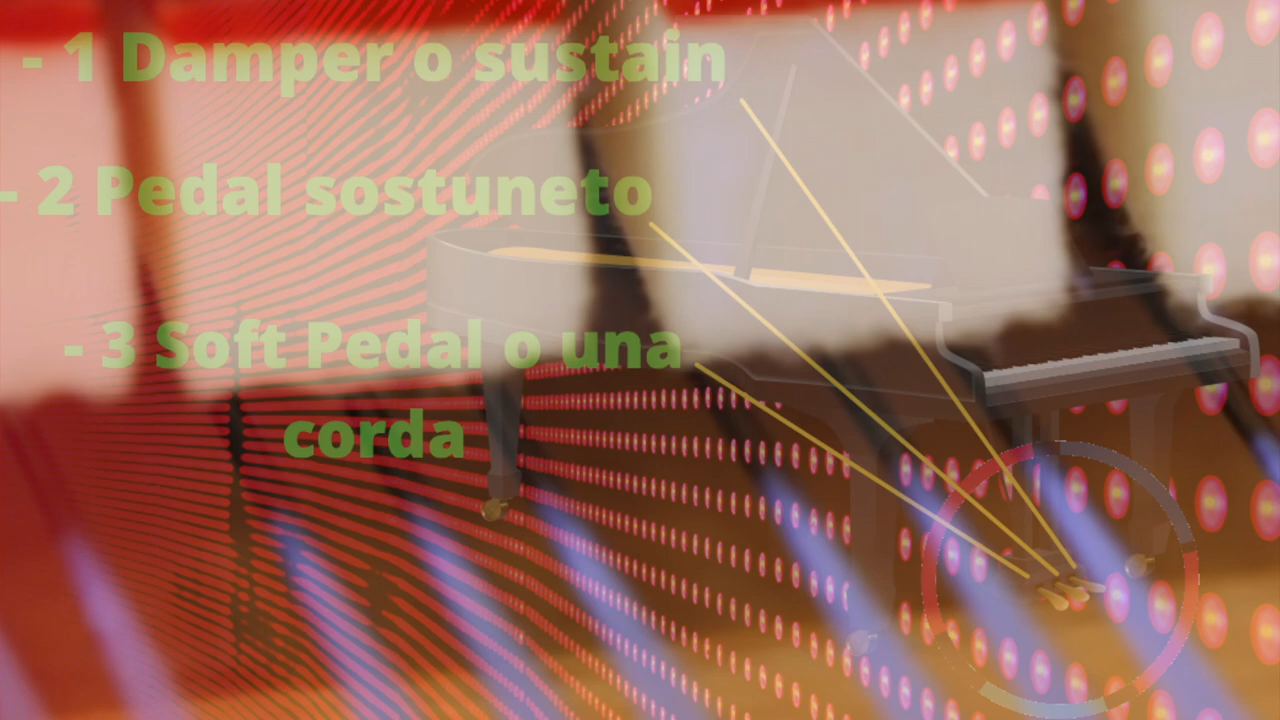 - 1 Damper o sustain
- 2 Pedal sostuneto
- 3 Soft Pedal o una
corda